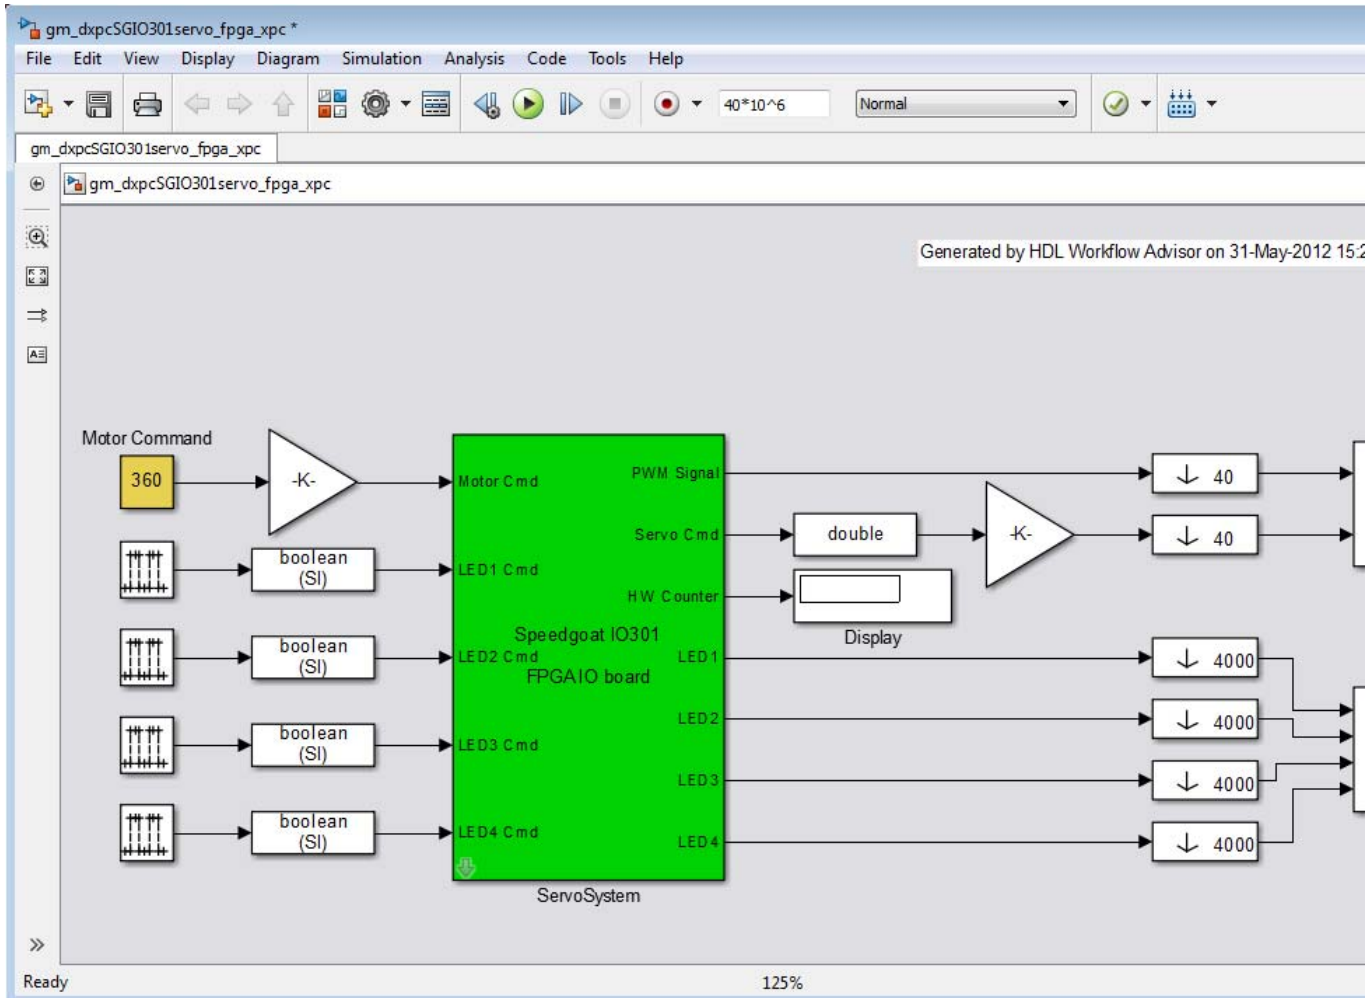 gm_dxpcSGIO301servo_fpga_xpc *
File Edit View Display Diagram Simulation Analysis Code Tools Help
40*10^6 Normal
gm_dxpcSGIO301servo_fpga_xpc
gm_dxpcSGIO301servo_fpga_xpc
Generated by HDL Workflow Advisor on 31-May-2012 15:2
Motor Command
360
-K-
Motor Cmd
PWM Signal
40
boolean
(SI)
LED1 Cmd
Servo Cmd
double
-K-
40
HW Counter
Display
Speedgoat IO301
FPGAIO board
boolean
(SI)
LED2 Cmd
LED1
4000
LED2
4000
boolean
(SI)
LED3 Cmd
LED3
4000
boolean
(SI)
LED4 Cmd
LED4
4000
ServoSystem
Ready 125%